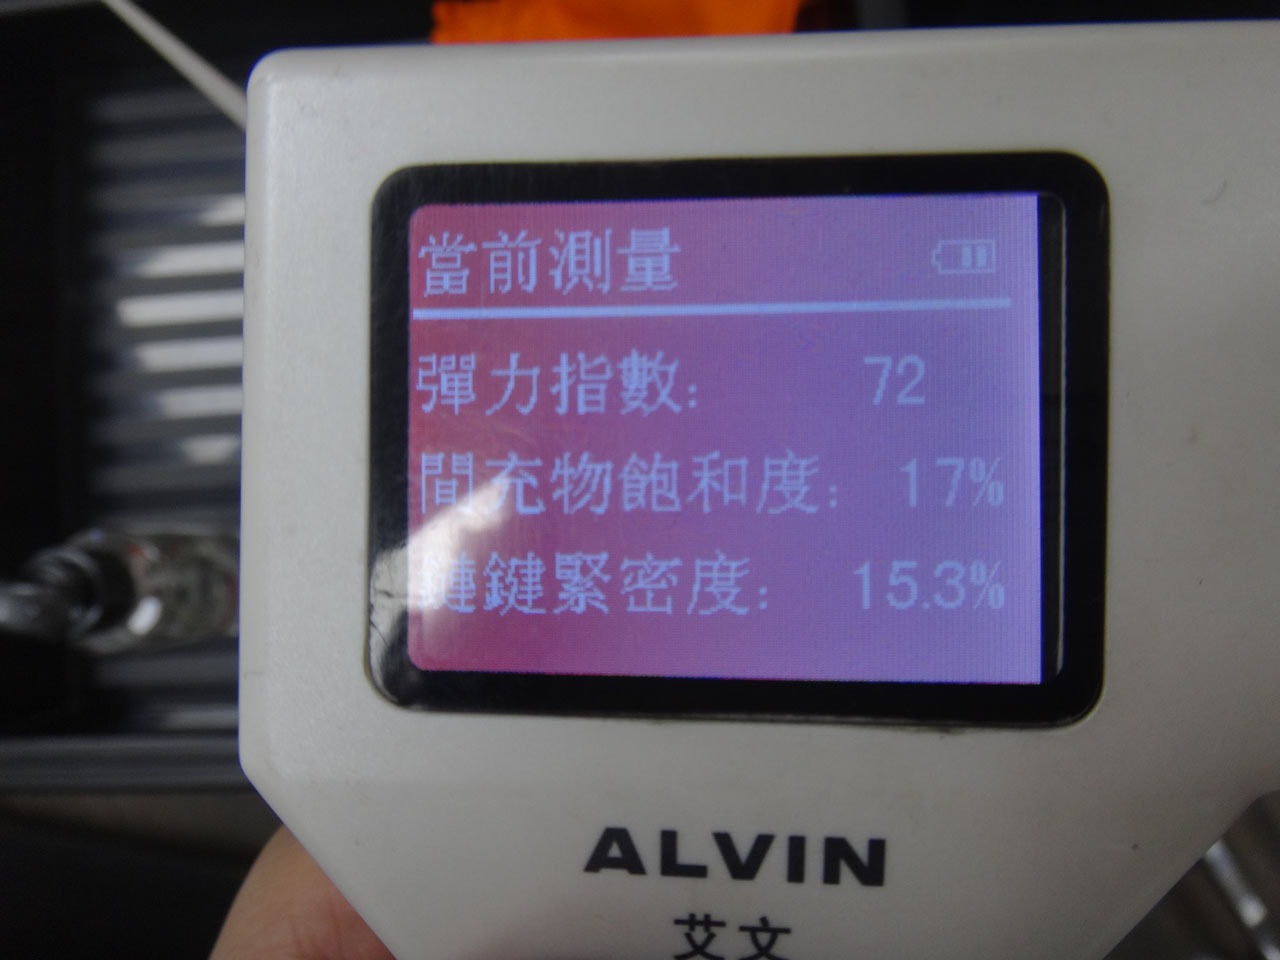 當前測量
彈力指數: 72
間充物飽和度: 17%
鏈鍵緊密度: 15.3%
ALVIN
艾文